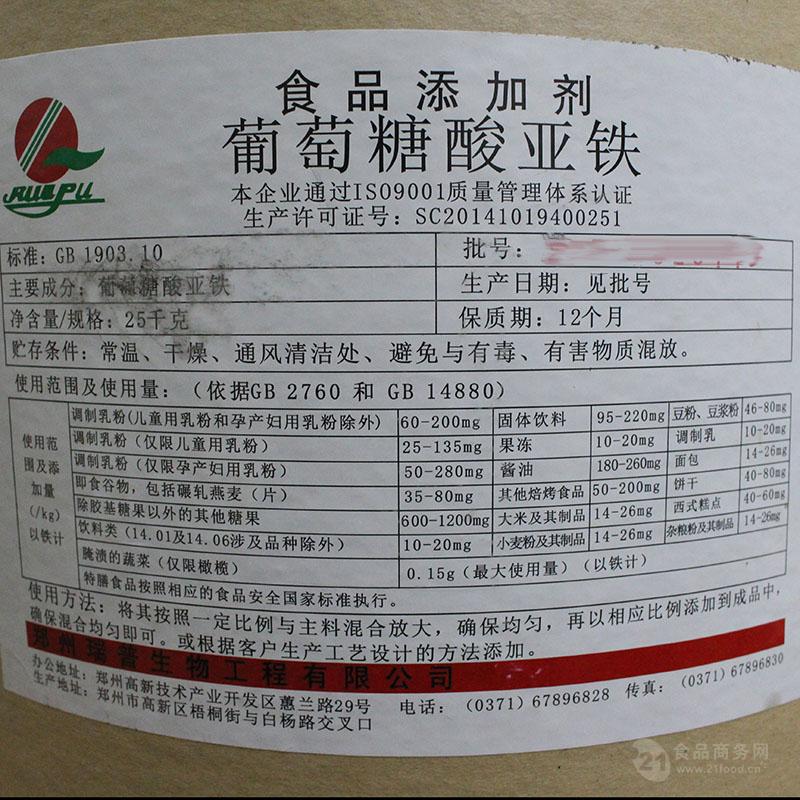 食品添加剂
葡萄糖酸亚铁
RUIPU
本企业通过ISO9001质量管理体系认证
生产许可证号：SC20141019400251
标准：GB 1903.10 批号：
主要成分：葡萄糖酸亚铁 生产日期：见批号
净含量/规格：25千克 保质期：12个月
贮存条件：常温、干燥、通风清洁处、避免与有毒、有害物质混放。
使用范围及使用量：（依据GB 2760 和 GB 14880）
使用范围及添加量（/kg）以铁计
调制乳粉(儿童用乳粉和孕产妇用乳粉除外) 60-200mg 固体饮料 95-220mg 豆粉、豆浆粉 46-80mg
调制乳粉（仅限儿童用乳粉） 25-135mg 果冻 10-20mg 调制乳 10-20mg
调制乳粉（仅限孕产妇用乳粉） 50-280mg 酱油 180-260mg 面包 14-26mg
即食谷物，包括碾轧燕麦（片） 35-80mg 其他焙烤食品 50-200mg 饼干 40-80mg
除胶基糖果以外的其他糖果 600-1200mg 大米及其制品 14-26mg 西式糕点 40-60mg
饮料类（14.01及14.06涉及品种除外） 10-20mg 小麦粉及其制品 14-26mg 杂粮粉及其制品 14-26mg
腌渍的蔬菜（仅限橄榄） 0.15g（最大使用量）（以铁计）
特膳食品按照相应的食品安全国家标准执行。
使用方法：将其按照一定比例与主料混合放大，确保均匀，再以相应比例添加到成品中，
确保混合均匀即可。或根据客户生产工艺设计的方法添加。
郑州瑞普生物工程有限公司
办公地址：郑州高新技术产业开发区蕙兰路29号 电话：（0371）67896828 传真：（0371）67896830
生产地址：郑州市高新区梧桐街与白杨路交叉口
21食品商务网
www.21food.cn